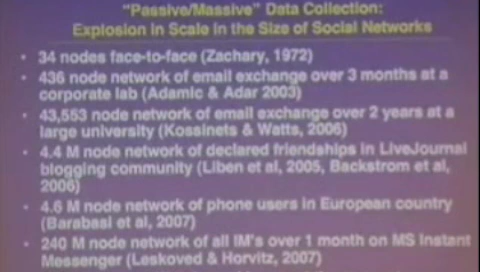 "Passive/Massive" Data Collection:
Explosion in Scale in the Size of Social Networks
• 34 nodes face-to-face (Zachary, 1972)
• 436 node network of email exchange over 3 months at a
corporate lab (Adamic & Adar 2003)
• 43,553 node network of email exchange over 2 years at a
large university (Kossinets & Watts, 2006)
• 4.4 M node network of declared friendships in LiveJournal
blogging community (Liben et al, 2005, Backstrom et al,
2006)
• 4.6 M node network of phone users in European country
(Barabasi et al, 2007)
• 240 M node network of all IM's over 1 month on MS Instant
Messenger (Leskoved & Horvitz, 2007)